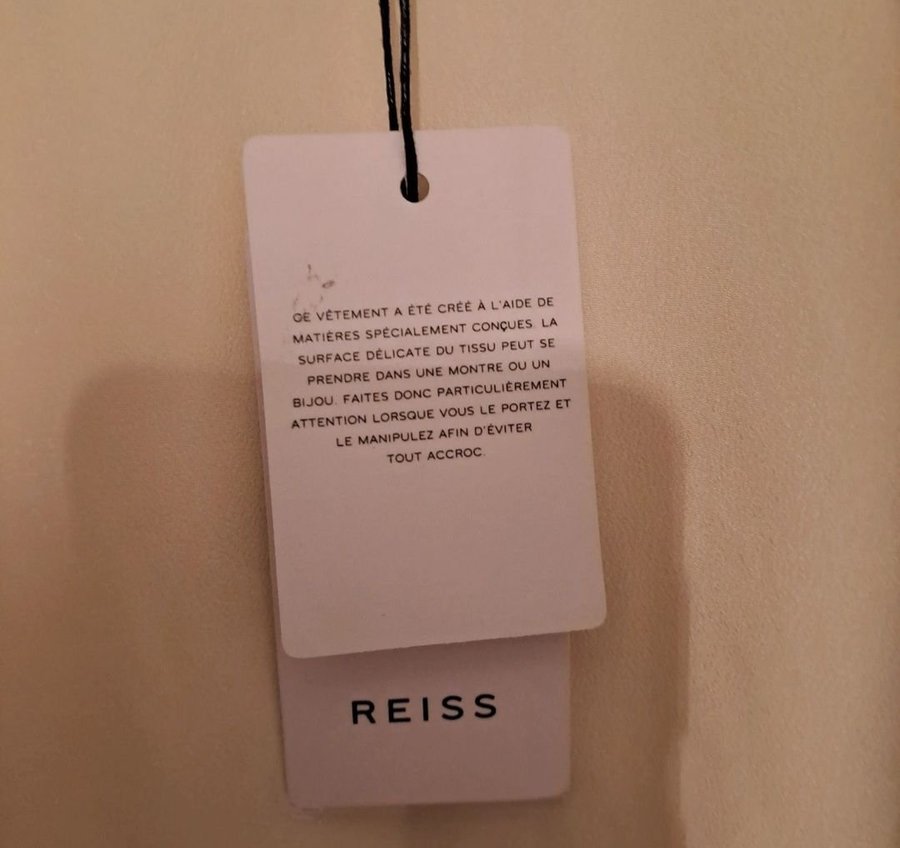 CE VÊTEMENT A ÉTÉ CRÉÉ À L'AIDE DE
MATIÈRES SPÉCIALEMENT CONÇUES. LA
SURFACE DÉLICATE DU TISSU PEUT SE
PRENDRE DANS UNE MONTRE OU UN
BIJOU. FAITES DONC PARTICULIÈREMENT
ATTENTION LORSQUE VOUS LE PORTEZ ET
LE MANIPULEZ AFIN D'ÉVITER
TOUT ACCROC.
REISS